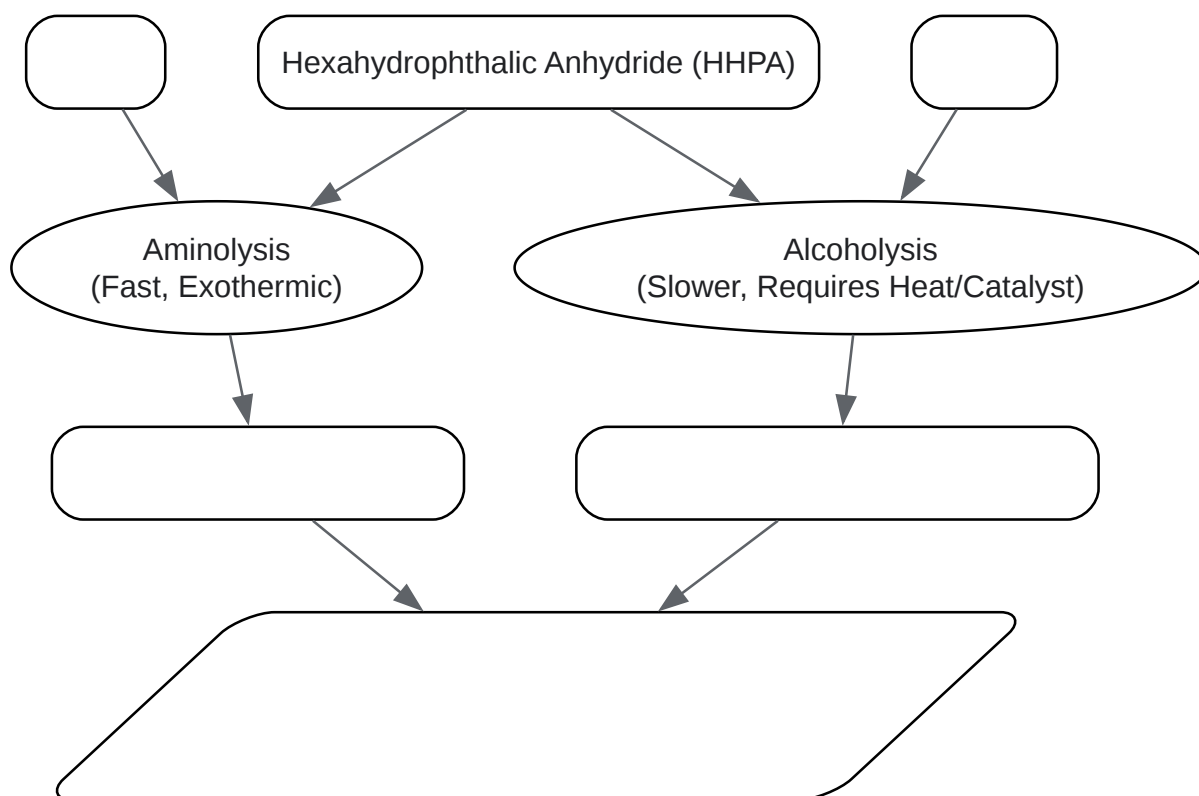 Hexahydrophthalic Anhydride (HHPA)
Aminolysis
(Fast, Exothermic)
Alcoholysis
(Slower, Requires Heat/Catalyst)